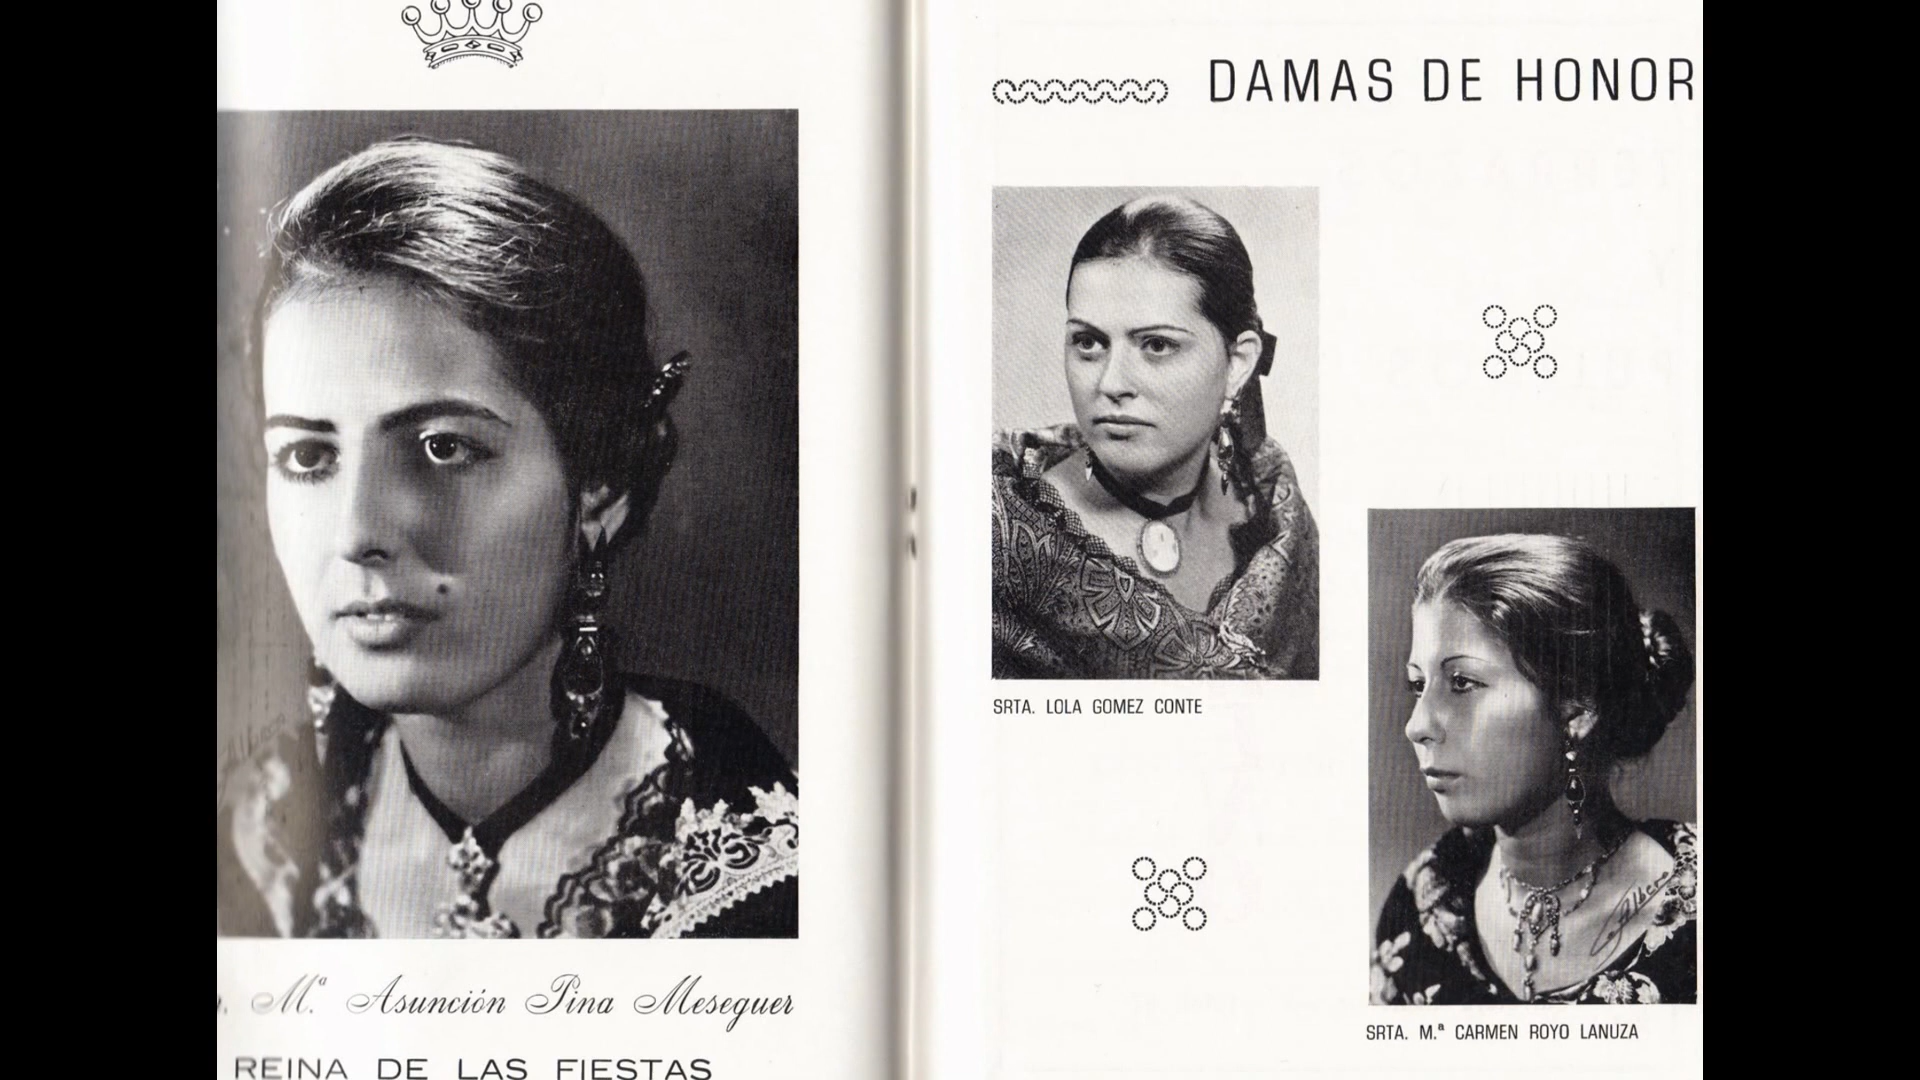 Mª Asunción Pina Meseguer
REINA DE LAS FIESTAS
DAMAS DE HONOR
SRTA. LOLA GOMEZ CONTE
Albero
SRTA. M.ª CARMEN ROYO LANUZA